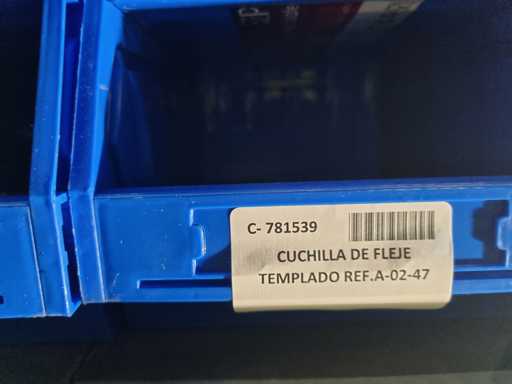 C- 781539
CUCHILLA DE FLEJE
TEMPLADO REF.A-02-47